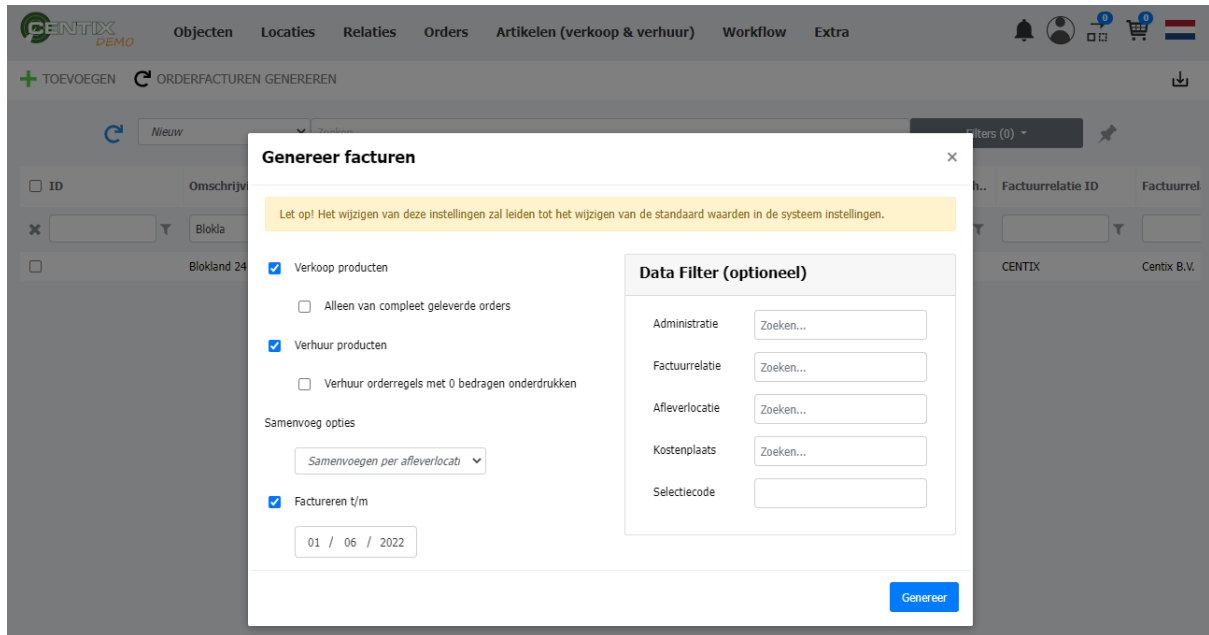 CENTIX DEMO Objecten Locaties Relaties Orders Artikelen (verkoop & verhuur) Workflow Extra 0 0
TOEVOEGEN ORDERFACTUREN GENEREREN
Nieuw Zoeken Filters (0)
Genereer facturen ×
ID Omschrijvi h.. Factuurrelatie ID Factuurrel
Let op! Het wijzigen van deze instellingen zal leiden tot het wijzigen van de standaard waarden in de systeem instellingen.
Blokla
Blokland 24 CENTIX Centix B.V.
Verkoop producten
Alleen van compleet geleverde orders
Verhuur producten
Verhuur orderregels met 0 bedragen onderdrukken
Samenvoeg opties
Samenvoegen per afleverlocati
Factureren t/m
01 / 06 / 2022
Data Filter (optioneel)
Administratie Zoeken...
Factuurrelatie Zoeken...
Afleverlocatie Zoeken...
Kostenplaats Zoeken...
Selectiecode
Genereer